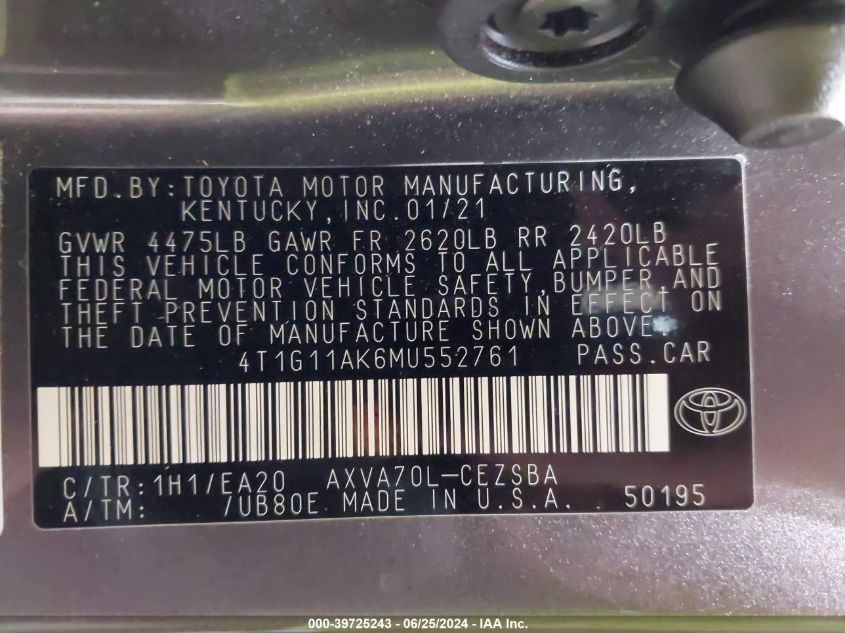 MFD.BY:TOYOTA MOTOR MANUFACTURING,
KENTUCKY,INC.01/21
GVWR 4475LB GAWR FR 2620LB RR 2420LB
THIS VEHICLE CONFORMS TO ALL APPLICABLE
FEDERAL MOTOR VEHICLE SAFETY,BUMPER,AND
THEFT PREVENTION STANDARDS IN EFFECT ON
THE DATE OF MANUFACTURE SHOWN ABOVE.
4T1G11AK6MU552761 PASS.CAR
C/TR:1H1/EA20 AXVA70L-CEZSBA
A/TM: /UB80E MADE IN U.S.A. 50195
000-39725243 - 06/25/2024 - IAA Inc.